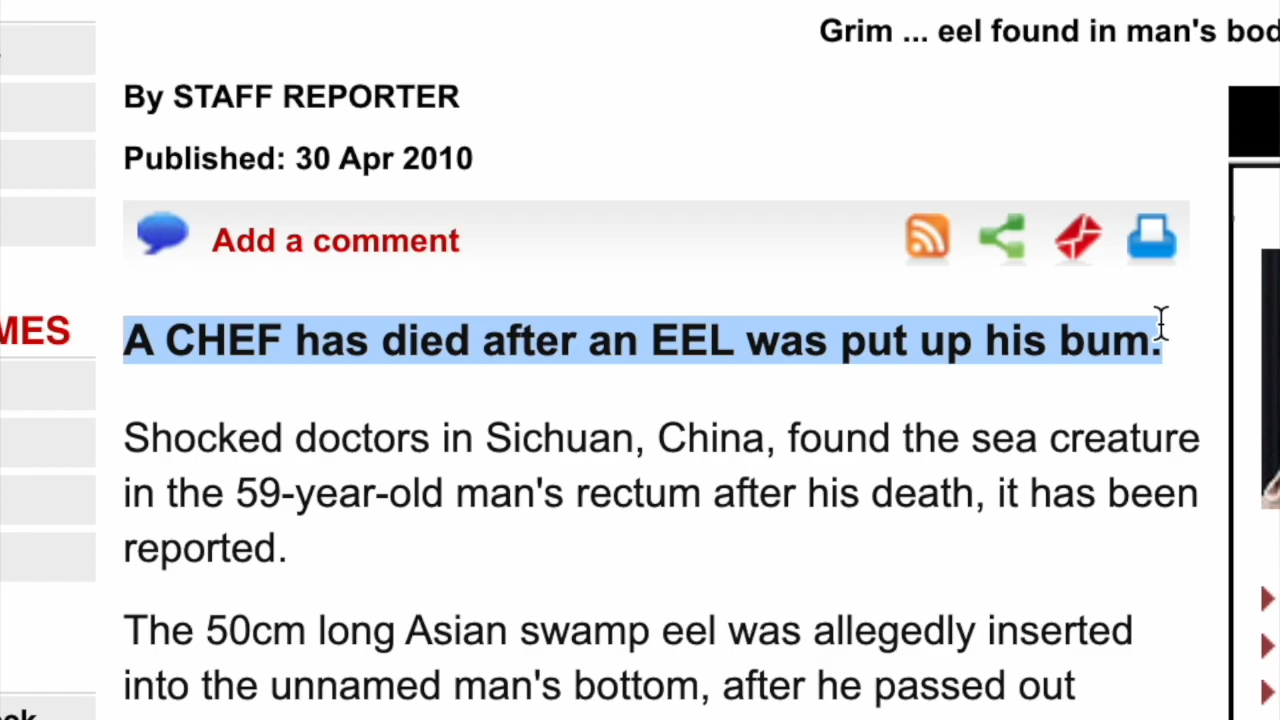 Grim ... eel found in man's bod
By STAFF REPORTER
Published: 30 Apr 2010
Add a comment
MES
A CHEF has died after an EEL was put up his bum.
Shocked doctors in Sichuan, China, found the sea creature
in the 59-year-old man's rectum after his death, it has been
reported.
The 50cm long Asian swamp eel was allegedly inserted
into the unnamed man's bottom, after he passed out